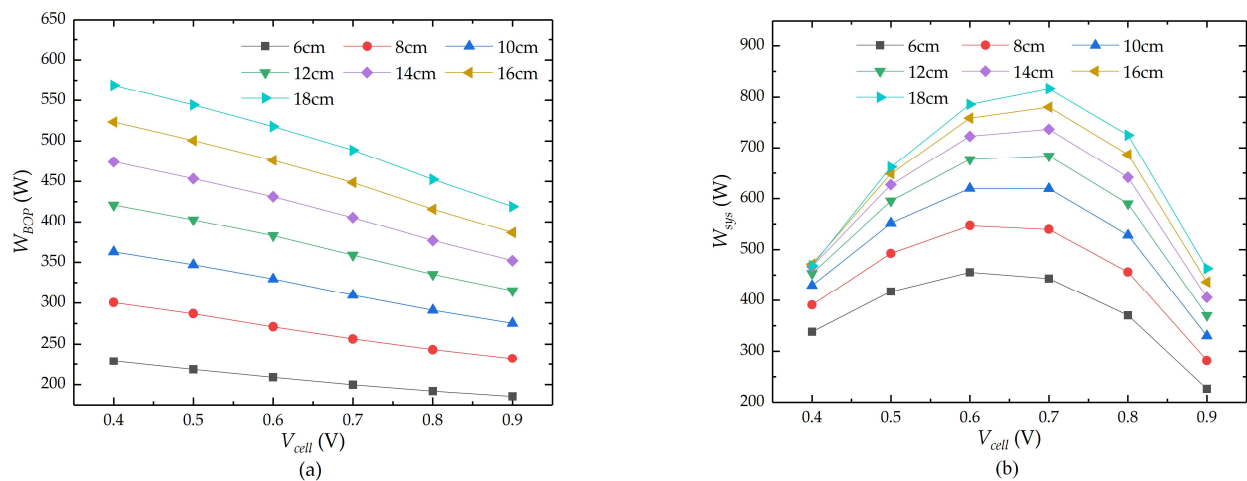 650
600
550
500
450
400
350
300
250
200
W_BOP (W)
6cm 8cm 10cm
12cm 14cm 16cm
18cm
0.4 0.5 0.6 0.7 0.8 0.9
V_cell (V)
(a)
900
800
700
600
500
400
300
200
W_sys (W)
6cm 8cm 10cm
12cm 14cm 16cm
18cm
0.4 0.5 0.6 0.7 0.8 0.9
V_cell (V)
(b)